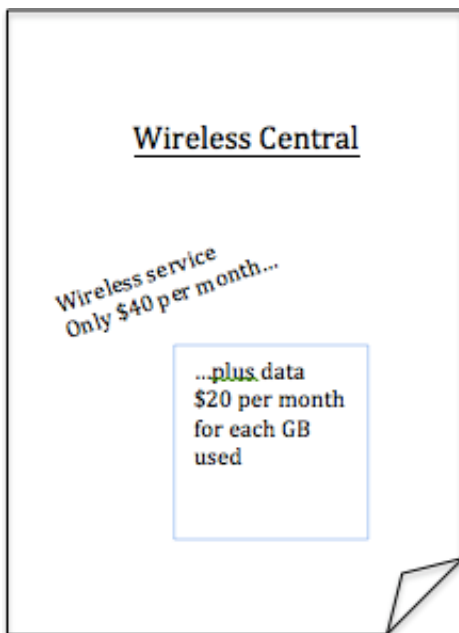 Wireless Central
Wireless service
Only $40 per month...
...plus data
$20 per month
for each GB
used